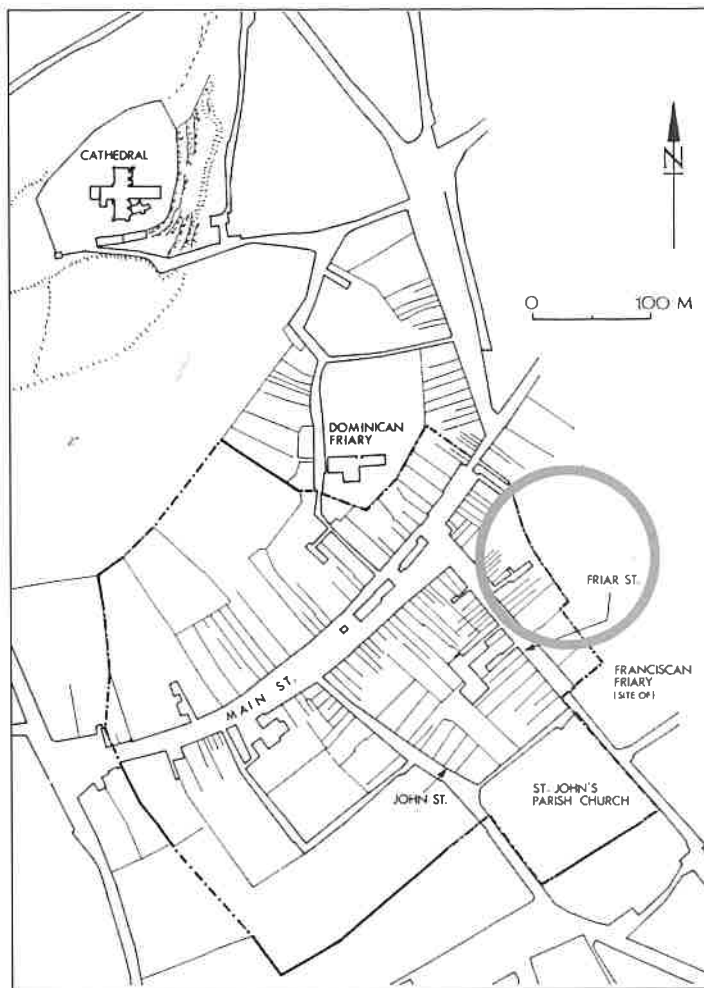 CATHEDRAL
N
0 100 M
DOMINICAN
FRIARY
FRIAR ST.
FRANCISCAN
FRIARY
(SITE OF)
MAIN ST.
JOHN ST.
ST. JOHN'S
PARISH CHURCH